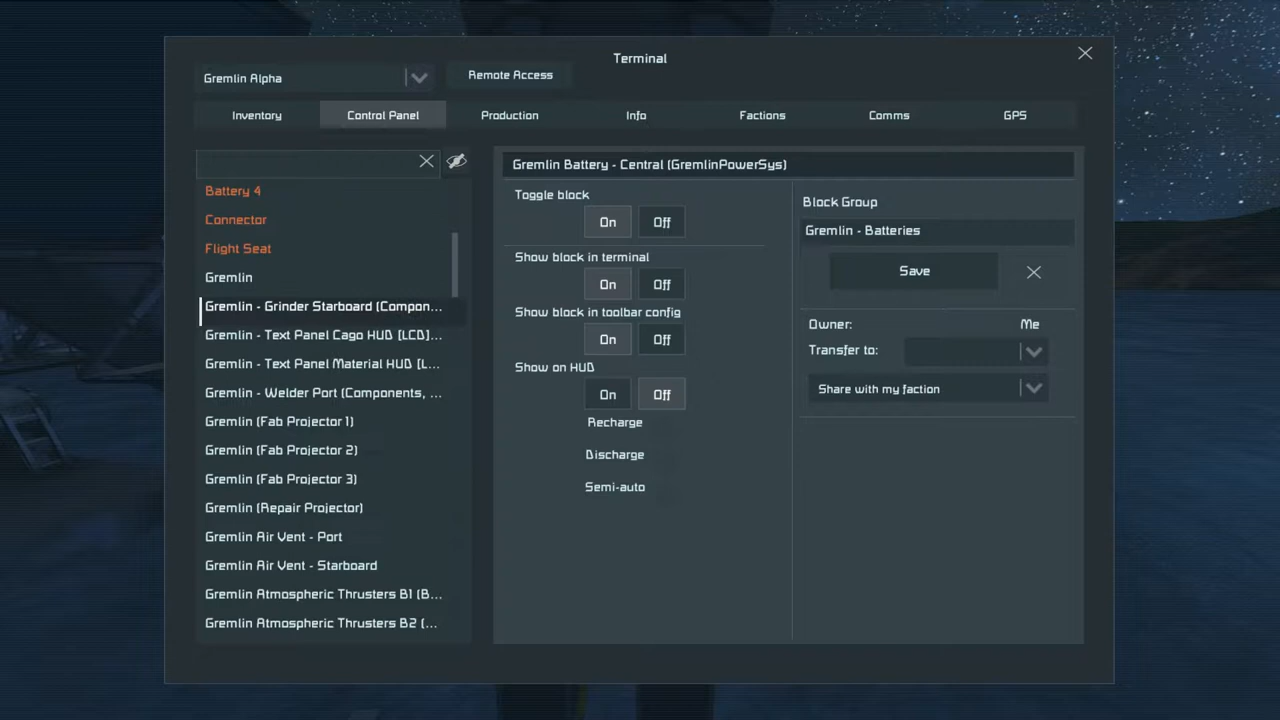 Terminal
Gremlin Alpha
Remote Access
Inventory
Control Panel
Production
Info
Factions
Comms
GPS
Battery 4
Connector
Flight Seat
Gremlin
Gremlin - Grinder Starboard (Compon...
Gremlin - Text Panel Cago HUD [LCD]...
Gremlin - Text Panel Material HUD [L...
Gremlin - Welder Port (Components, ...
Gremlin (Fab Projector 1)
Gremlin (Fab Projector 2)
Gremlin (Fab Projector 3)
Gremlin (Repair Projector)
Gremlin Air Vent - Port
Gremlin Air Vent - Starboard
Gremlin Atmospheric Thrusters B1 (B...
Gremlin Atmospheric Thrusters B2 (...
Gremlin Battery - Central (GremlinPowerSys)
Toggle block
On Off
Show block in terminal
On Off
Show block in toolbar config
On Off
Show on HUD
On Off
Recharge
Discharge
Semi-auto
Block Group
Gremlin - Batteries
Save
Owner: Me
Transfer to:
Share with my faction